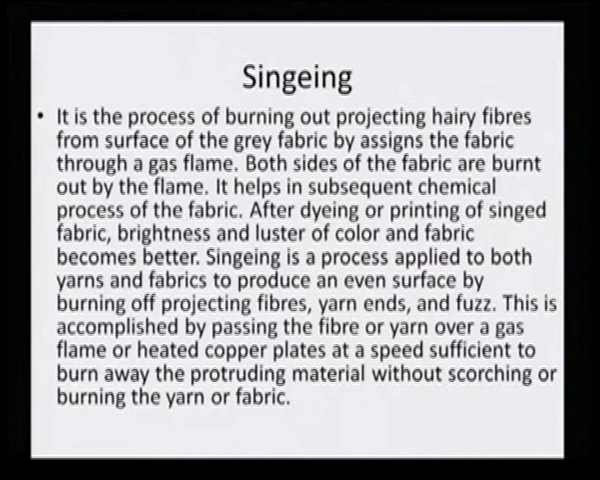 Singeing
• It is the process of burning out projecting hairy fibres
from surface of the grey fabric by assigns the fabric
through a gas flame. Both sides of the fabric are burnt
out by the flame. It helps in subsequent chemical
process of the fabric. After dyeing or printing of singed
fabric, brightness and luster of color and fabric
becomes better. Singeing is a process applied to both
yarns and fabrics to produce an even surface by
burning off projecting fibres, yarn ends, and fuzz. This is
accomplished by passing the fibre or yarn over a gas
flame or heated copper plates at a speed sufficient to
burn away the protruding material without scorching or
burning the yarn or fabric.